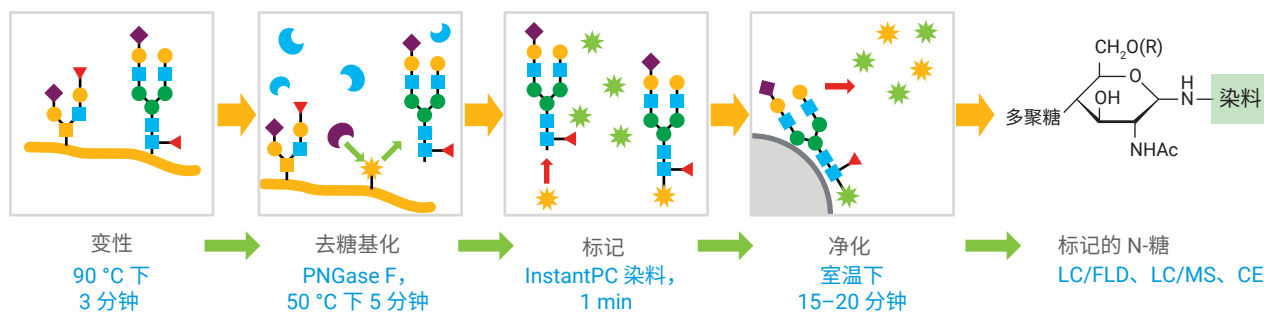 CH₂O(R)
O
H
N
染料
OH
多聚糖
NHAc
变性
90 °C 下
3 分钟
去糖基化
PNGase F，
50 °C 下 5 分钟
标记
InstantPC 染料，
1 min
净化
室温下
15–20 分钟
标记的 N-糖
LC/FLD、LC/MS、CE